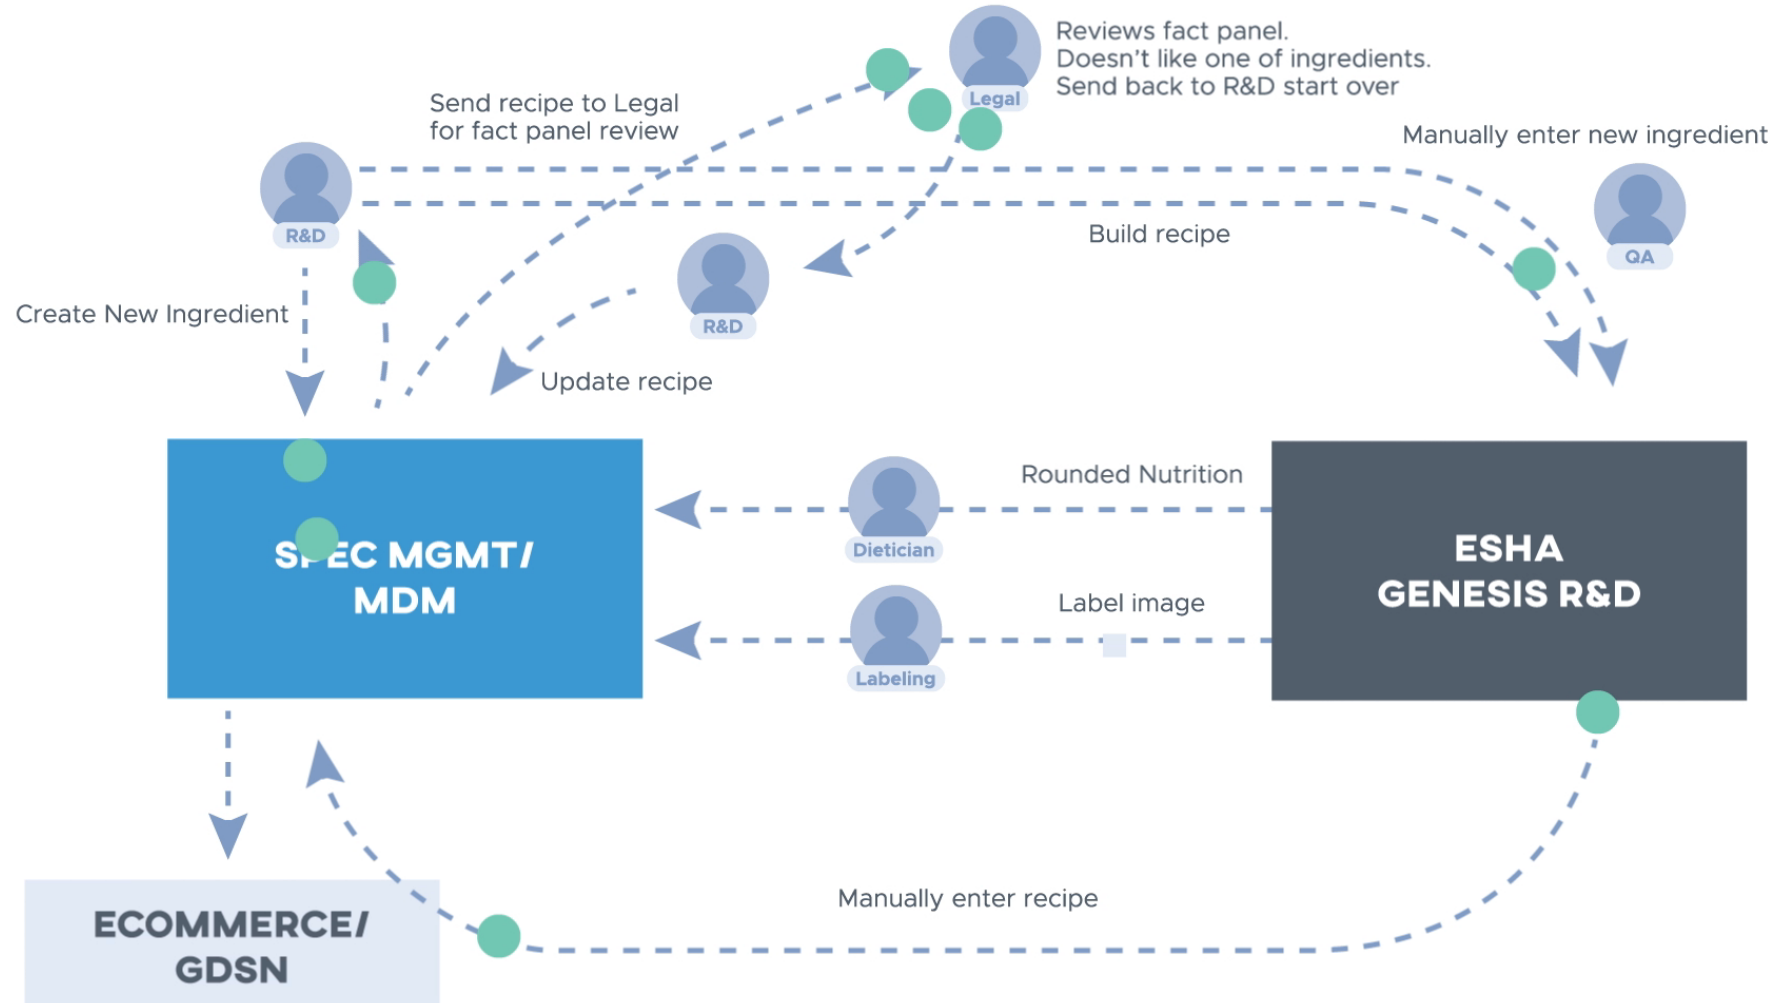 Reviews fact panel.
Doesn't like one of ingredients.
Send back to R&D start over
Legal
Send recipe to Legal
for fact panel review
Manually enter new ingredient
R&D
Build recipe
QA
Create New Ingredient
R&D
Update recipe
Rounded Nutrition
Dietician
SPEC MGMT/
MDM
ESHA
GENESIS R&D
Label image
Labeling
Manually enter recipe
ECOMMERCE/
GDSN